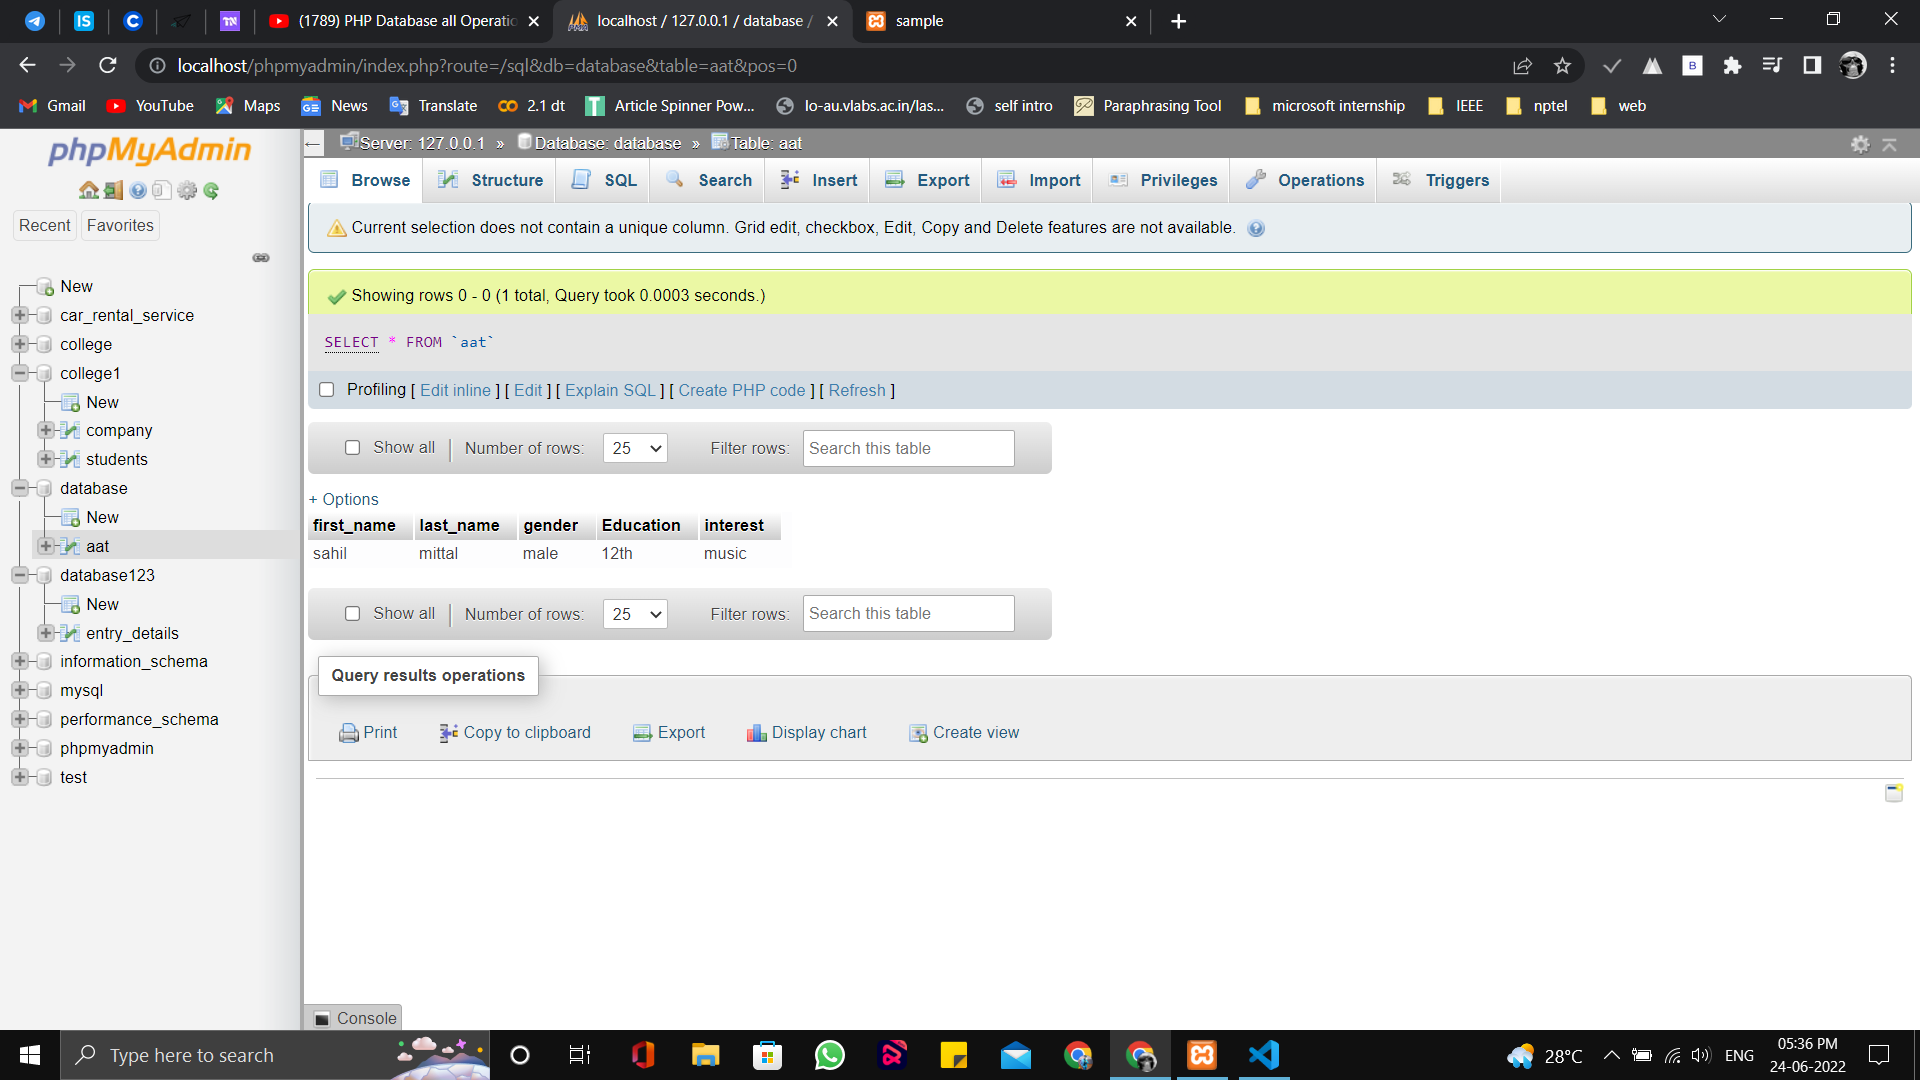 (1789) PHP Database all Operatio
localhost / 127.0.0.1 / database /
sample
localhost/phpmyadmin/index.php?route=/sql&db=database&table=aat&pos=0
Gmail
YouTube
Maps
News
Translate
2.1 dt
Article Spinner Pow...
lo-au.vlabs.ac.in/las...
self intro
Paraphrasing Tool
microsoft internship
IEEE
nptel
web
phpMyAdmin
Recent
Favorites
New
car_rental_service
college
college1
New
company
students
database
New
aat
database123
New
entry_details
information_schema
mysql
performance_schema
phpmyadmin
test
Server: 127.0.0.1 » Database: database » Table: aat
Browse
Structure
SQL
Search
Insert
Export
Import
Privileges
Operations
Triggers
Current selection does not contain a unique column. Grid edit, checkbox, Edit, Copy and Delete features are not available.
Showing rows 0 - 0 (1 total, Query took 0.0003 seconds.)
SELECT * FROM `aat`
Profiling [ Edit inline ] [ Edit ] [ Explain SQL ] [ Create PHP code ] [ Refresh ]
Show all | Number of rows: 25 Filter rows: Search this table
+ Options
first_name last_name gender Education interest
sahil mittal male 12th music
Show all | Number of rows: 25 Filter rows: Search this table
Query results operations
Print
Copy to clipboard
Export
Display chart
Create view
Console
Type here to search
28°C
ENG
05:36 PM
24-06-2022